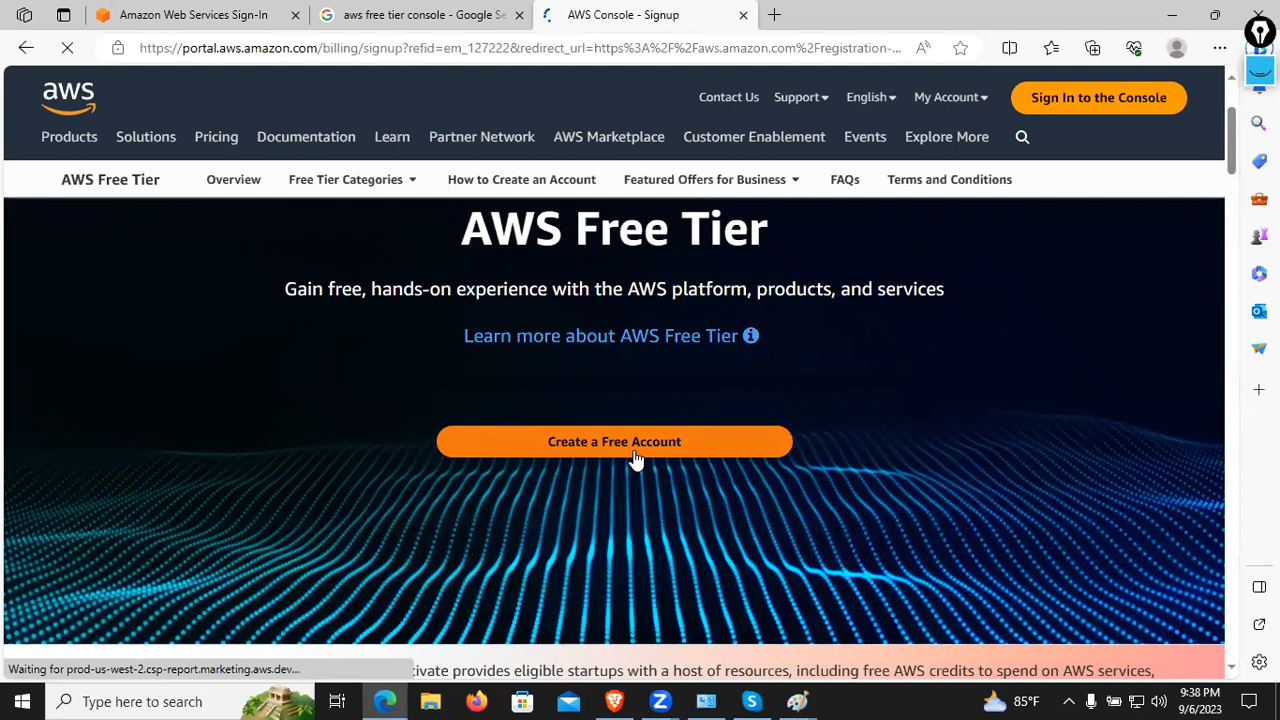 Amazon Web Services Sign-In
aws free tier console - Google Se
AWS Console - Signup
https://portal.aws.amazon.com/billing/signup?refid=em_127222&redirect_url=https%3A%2F%2Faws.amazon.com%2Fregistration-...
aws
Contact Us
Support
English
My Account
Sign In to the Console
Products
Solutions
Pricing
Documentation
Learn
Partner Network
AWS Marketplace
Customer Enablement
Events
Explore More
AWS Free Tier
Overview
Free Tier Categories
How to Create an Account
Featured Offers for Business
FAQs
Terms and Conditions
AWS Free Tier
Gain free, hands-on experience with the AWS platform, products, and services
Learn more about AWS Free Tier
Create a Free Account
Waiting for prod-us-west-2.csp-report.marketing.aws.dev...
ivate provides eligible startups with a host of resources, including free AWS credits to spend on AWS services,
Type here to search
85°F
9:38 PM
9/6/2023